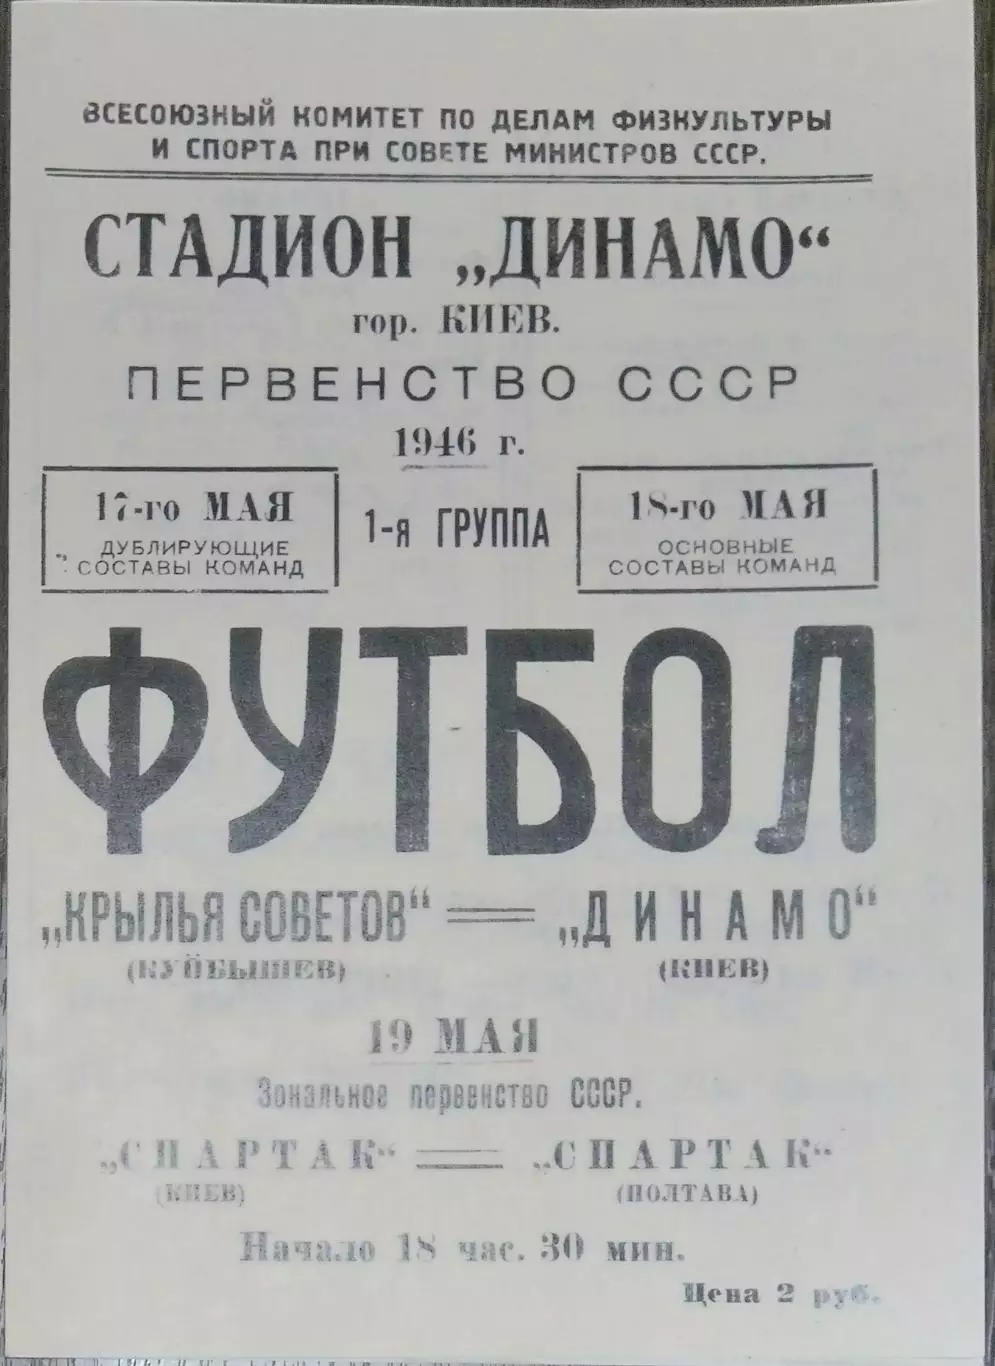 ВСЕСОЮЗНЫЙ КОМИТЕТ ПО ДЕЛАМ ФИЗКУЛЬТУРЫ
И СПОРТА ПРИ СОВЕТЕ МИНИСТРОВ СССР.
СТАДИОН „ДИНАМО“
гор. КИЕВ.
ПЕРВЕНСТВО СССР
1946 г.
17-го МАЯ
ДУБЛИРУЮЩИЕ
СОСТАВЫ КОМАНД
1-я ГРУППА
18-го МАЯ
ОСНОВНЫЕ
СОСТАВЫ КОМАНД
ФУТБОЛ
„КРЫЛЬЯ СОВЕТОВ“ = „ДИНАМО“
(КУЙБЫШЕВ) (КИЕВ)
19 МАЯ
Зональное первенство СССР.
„СПАРТАК“ = „СПАРТАК“
(КИЕВ) (ПОЛТАВА)
Начало 18 час. 30 мин.
Цена 2 руб.